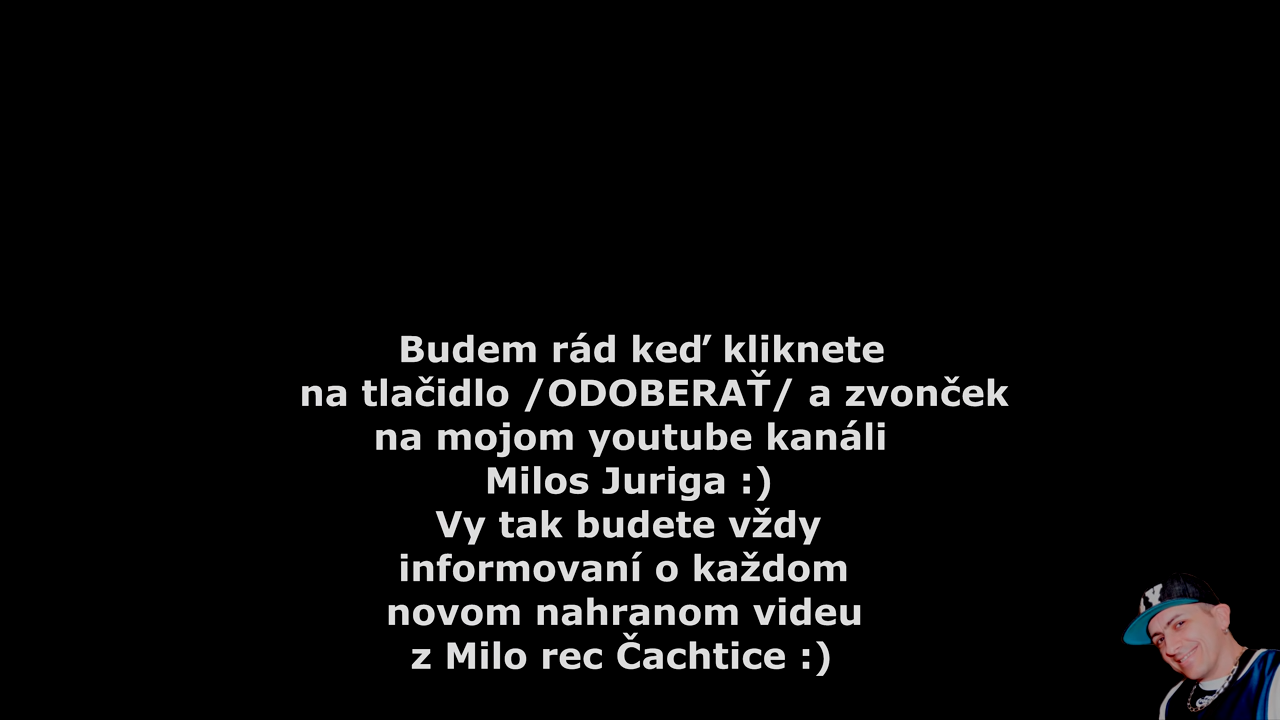 Budem rád keď kliknete
na tlačidlo /ODOBERAŤ/ a zvonček
na mojom youtube kanáli
Milos Juriga :)
Vy tak budete vždy
informovaní o každom
novom nahranom videu
z Milo rec Čachtice :)